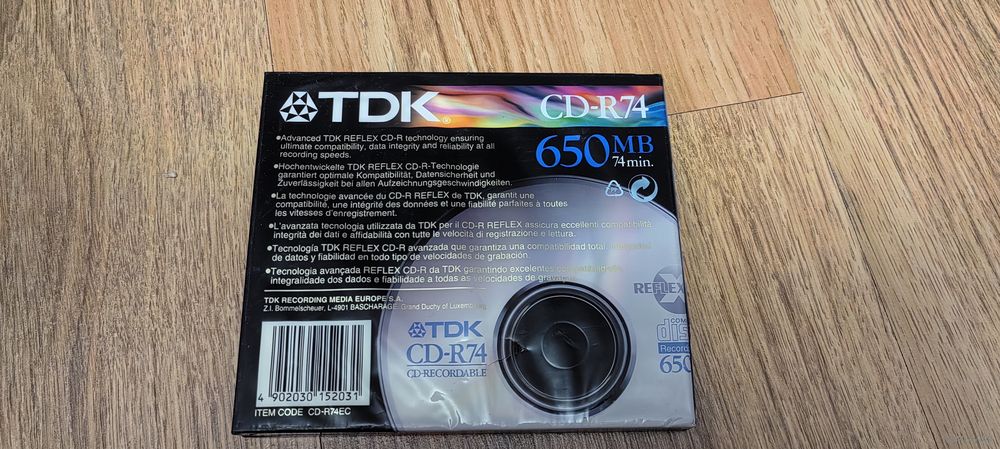 TDK®
CD-R74
650MB
74min.
•Advanced TDK REFLEX CD-R technology ensuring
ultimate compatibility, data integrity and reliability at all
recording speeds.
•Hochentwickelte TDK REFLEX CD-R-Technologie
garantiert optimale Kompatibilität, Datensicherheit und
Zuverlässigkeit bei allen Aufzeichnungsgeschwindigkeiten.
•La technologie avancée du CD-R REFLEX de TDK, garantit une
compatibilité, une intégrité des données et une fiabilité parfaites à toutes
les vitesses d'enregistrement.
•L'avanzata tecnologia utilizzata da TDK per il CD-R REFLEX assicura eccellenti compatibilità
integrità dei dati e affidabilità con tutte le velocità di registrazione e lettura.
•Tecnología TDK REFLEX CD-R avanzada que garantiza una compatibilidad total,
de datos y fiabilidad en todo tipo de velocidades de grabación.
•Tecnologia avançada REFLEX CD-R da TDK garantindo excelentes
integralidade dos dados e fiabilidade a todas as velocidades de
TDK RECORDING MEDIA EUROPE S.A.
Z.I. Bommelscheuer, L-4901 BASCHARAGE, Grand Duchy of
REFLEX
TDK
CD-R74
CD-RECORDABLE
COM
dis
Record
650
4 902030 152031
ITEM CODE CD-R74EC